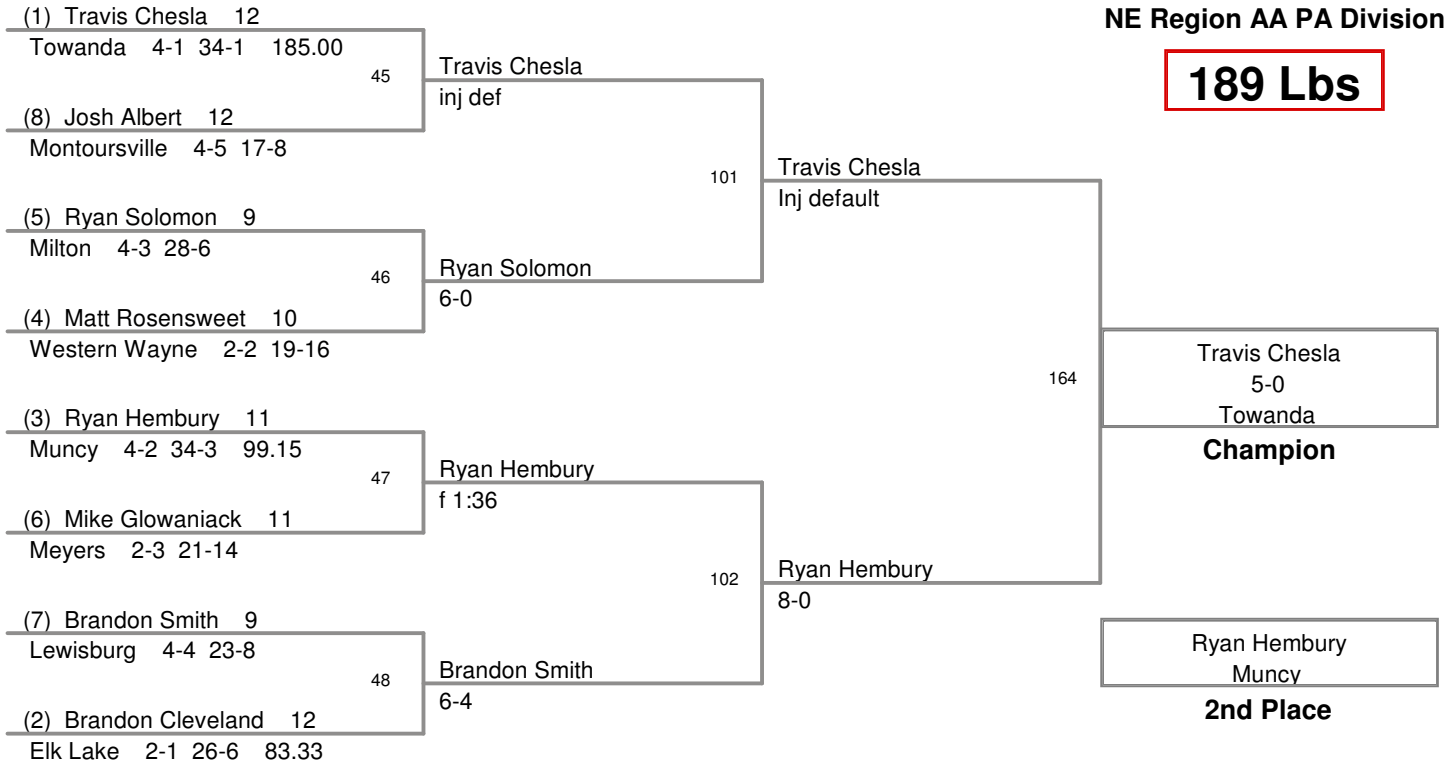 (1) Travis Chesla 12
Towanda 4-1 34-1 185.00
45
(8) Josh Albert 12
Montoursville 4-5 17-8
(5) Ryan Solomon 9
Milton 4-3 28-6
46
(4) Matt Rosensweet 10
Western Wayne 2-2 19-16
(3) Ryan Hembury 11
Muncy 4-2 34-3 99.15
47
(6) Mike Glowaniack 11
Meyers 2-3 21-14
(7) Brandon Smith 9
Lewisburg 4-4 23-8
48
(2) Brandon Cleveland 12
Elk Lake 2-1 26-6 83.33
Travis Chesla
inj def
101
Ryan Solomon
6-0
Ryan Hembury
f 1:36
102
Brandon Smith
6-4
Travis Chesla
Inj default
164
Ryan Hembury
8-0
NE Region AA PA Division
189 Lbs
Travis Chesla
5-0
Towanda
Champion
Ryan Hembury
Muncy
2nd Place